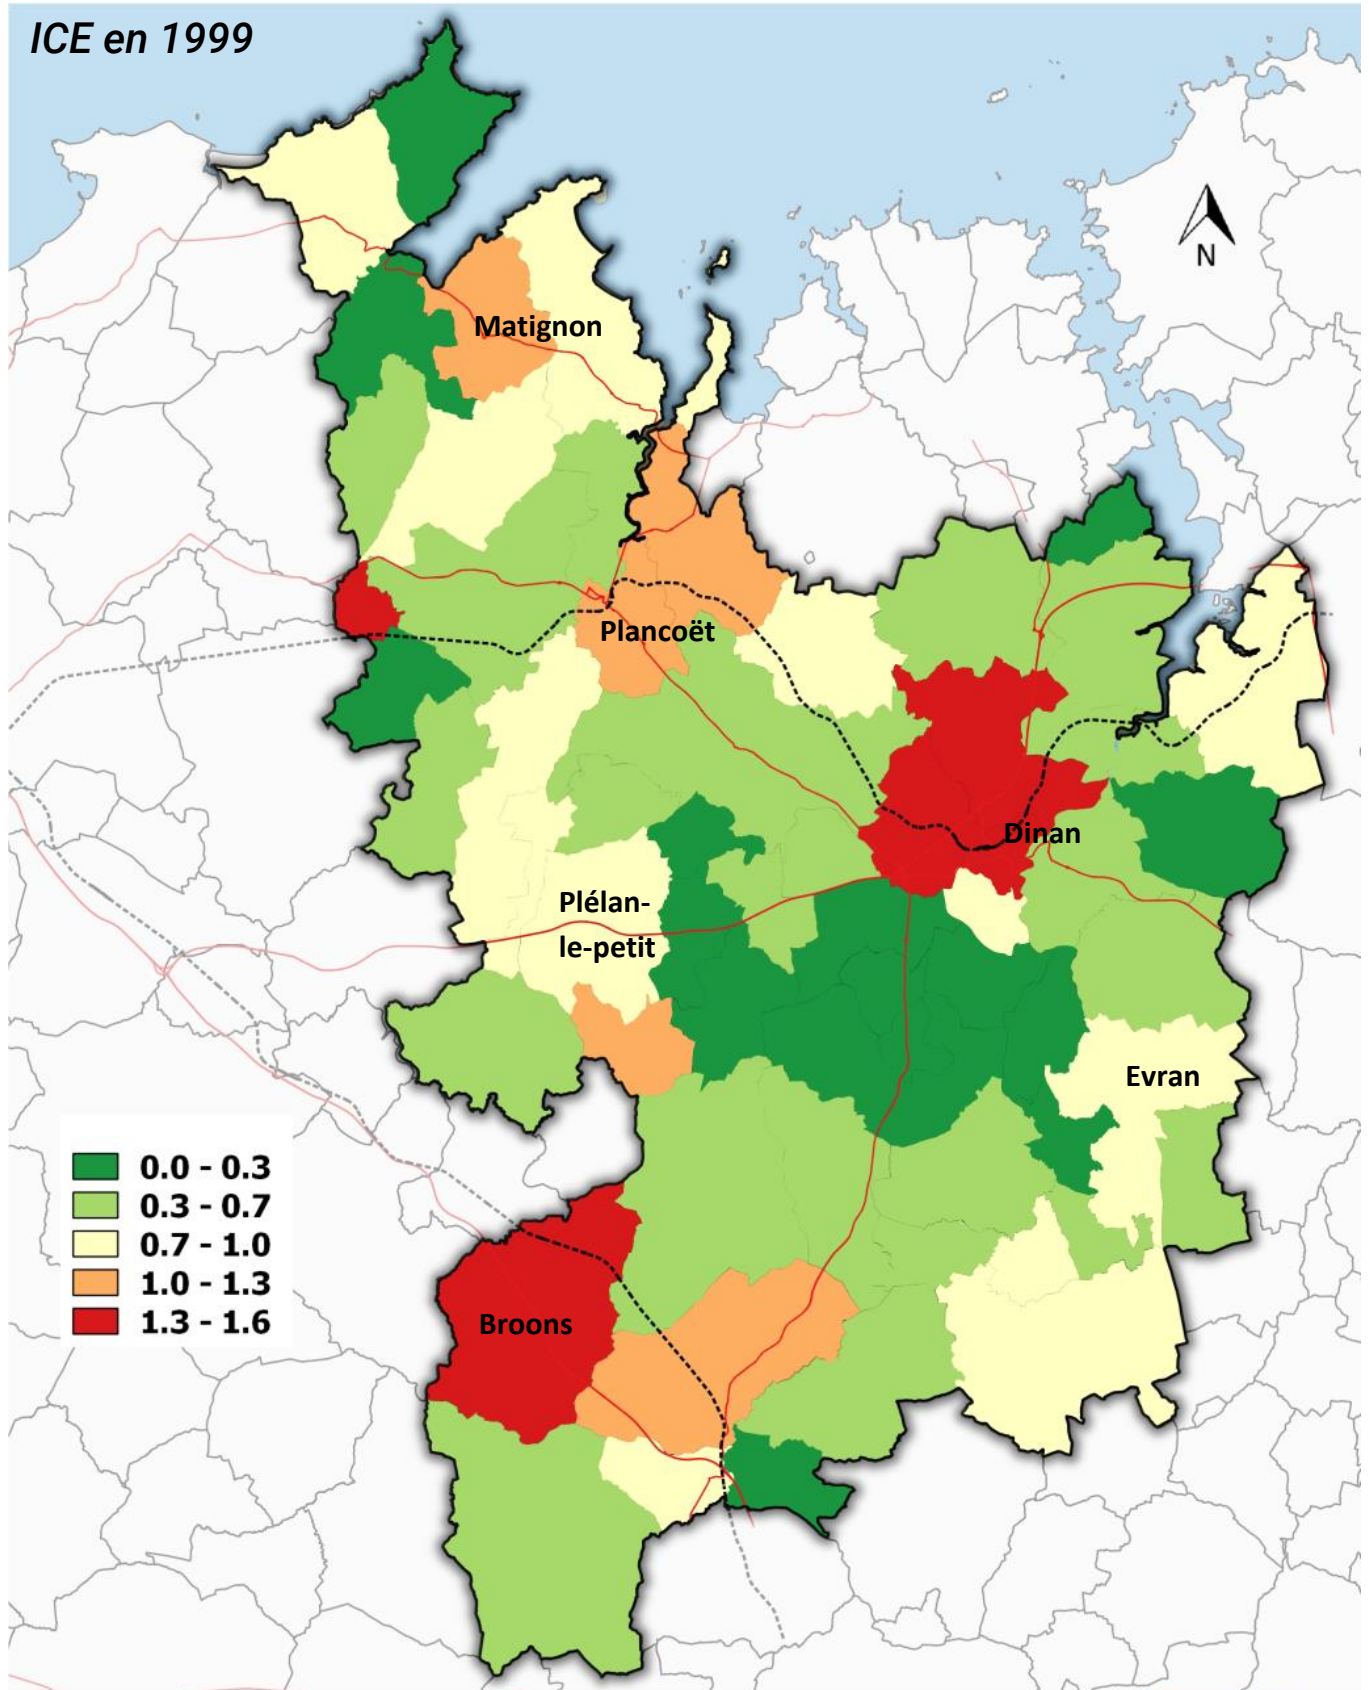 ICE en 1999
N
Matignon
Plancoët
Dinan
Plélan-
le-petit
Evran
Broons
0.0 - 0.3
0.3 - 0.7
0.7 - 1.0
1.0 - 1.3
1.3 - 1.6